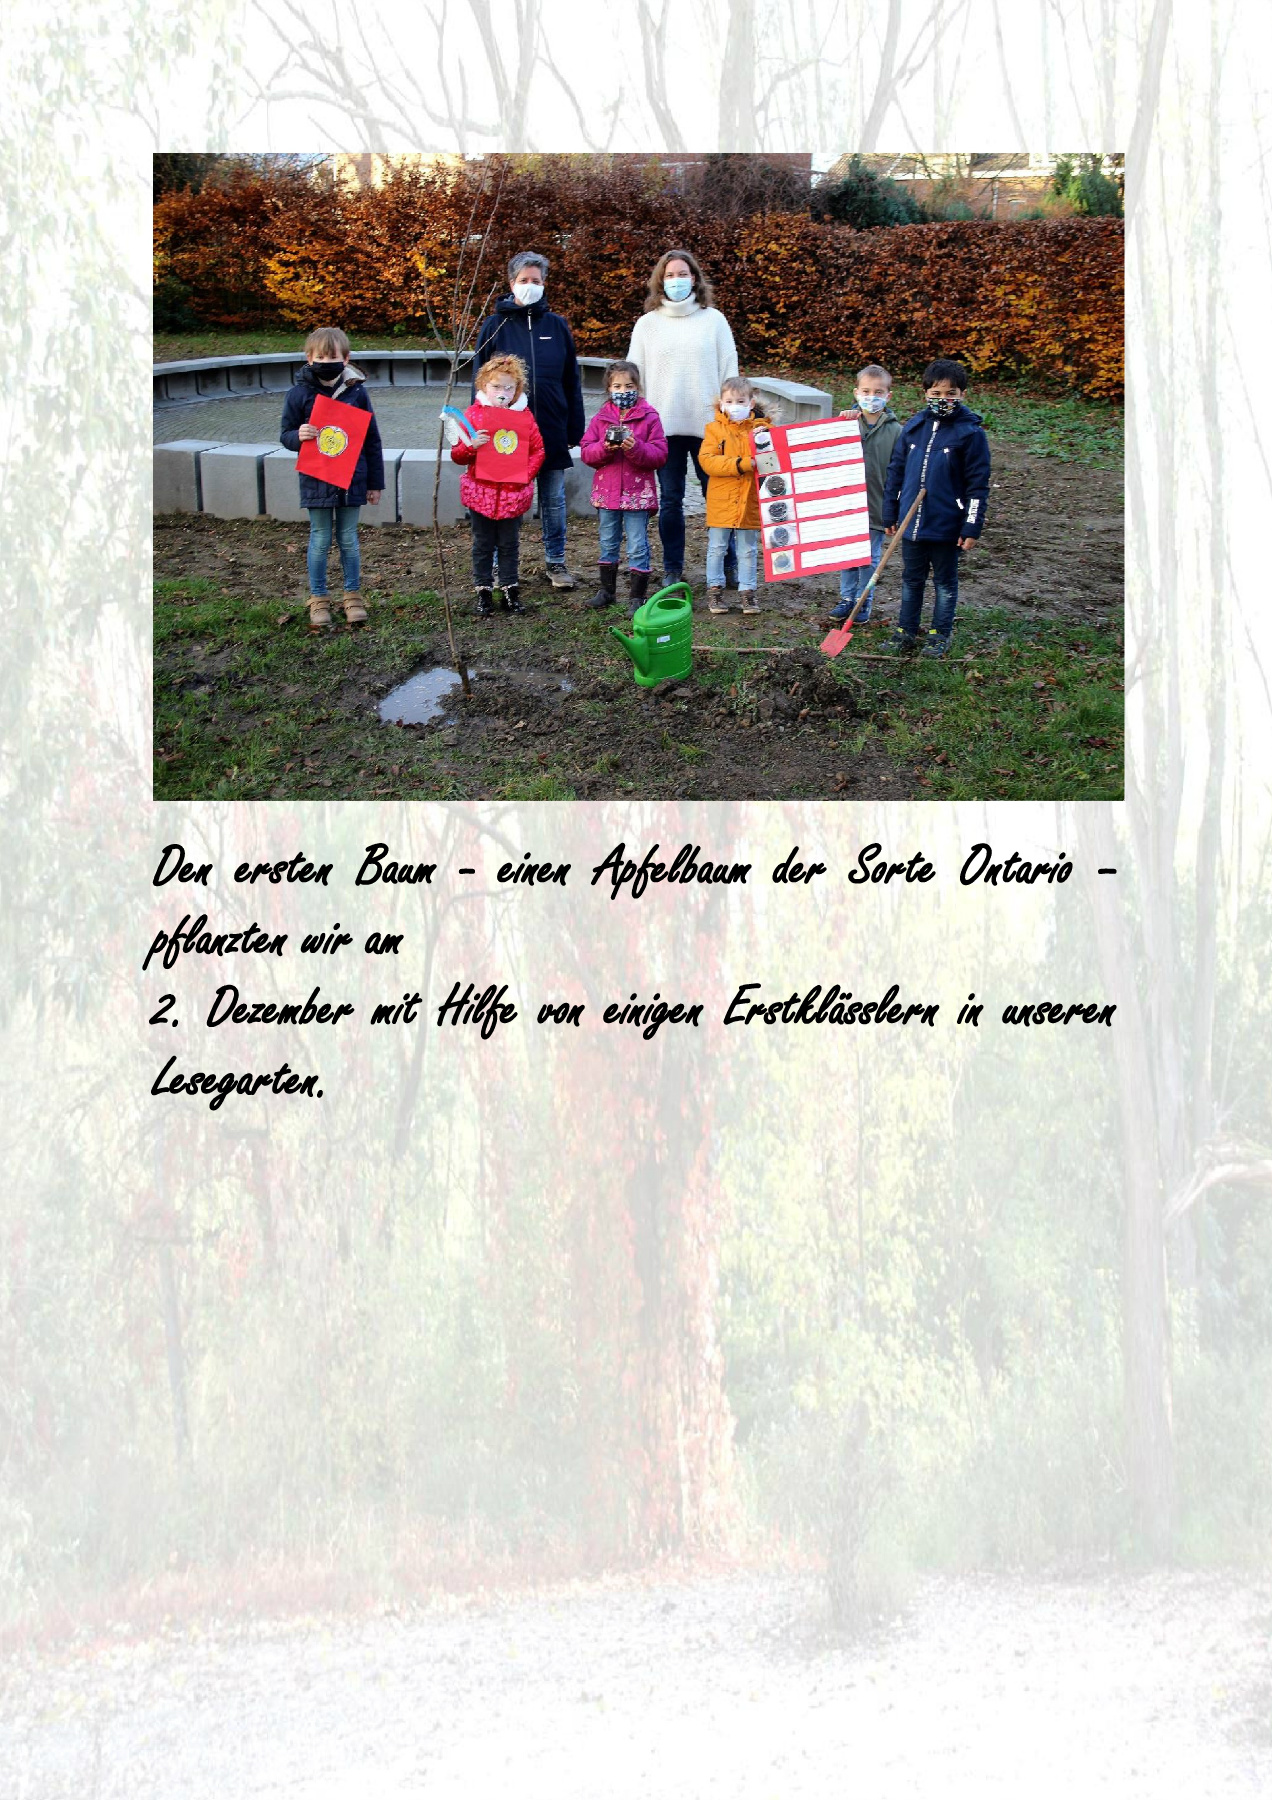 Den ersten Baum - einen Apfelbaum der Sorte Ontario –
pflanzten wir am
2. Dezember mit Hilfe von einigen Erstklässlern in unseren
Lesegarten.